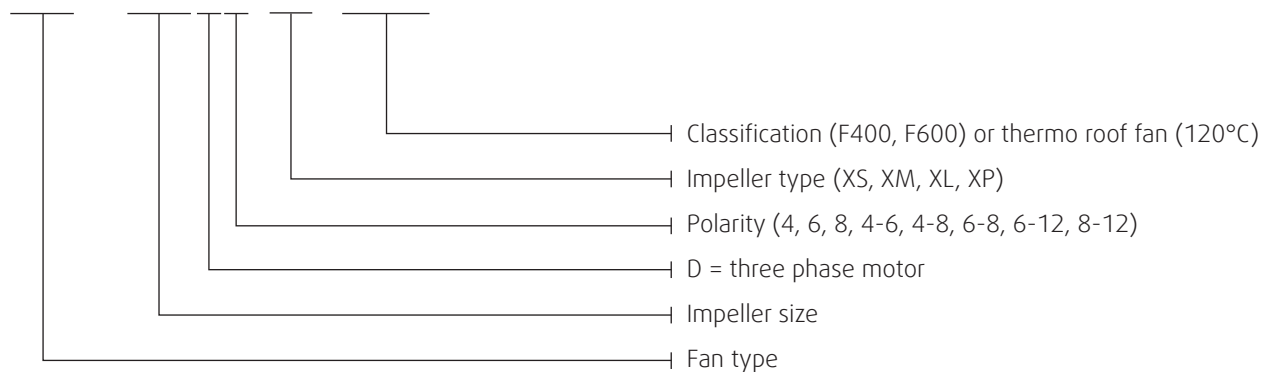 Classification (F400, F600) or thermo roof fan (120°C)
Impeller type (XS, XM, XL, XP)
Polarity (4, 6, 8, 4-6, 4-8, 6-8, 6-12, 8-12)
D = three phase motor
Impeller size
Fan type